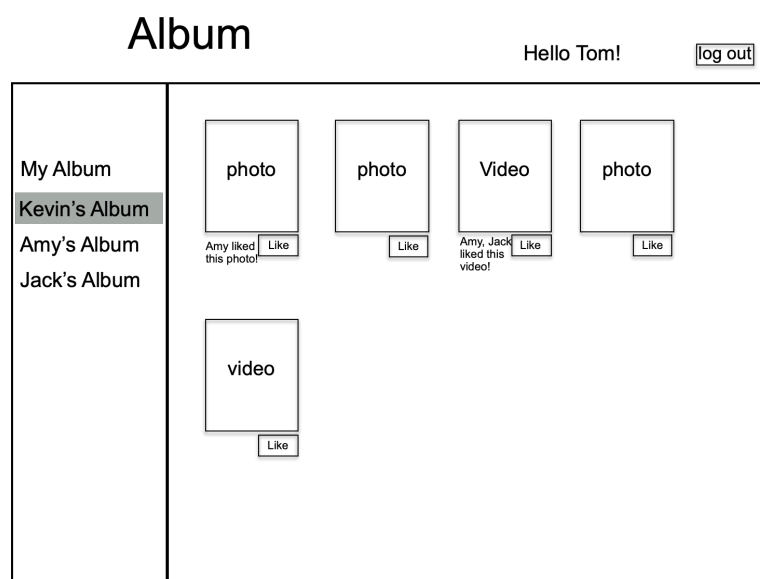 Album
Hello Tom!
log out
My Album
Kevin's Album
Amy's Album
Jack's Album
photo
photo
Video
photo
Amy liked
this photo!
Like
Like
Amy, Jack
liked this
video!
Like
Like
video
Like